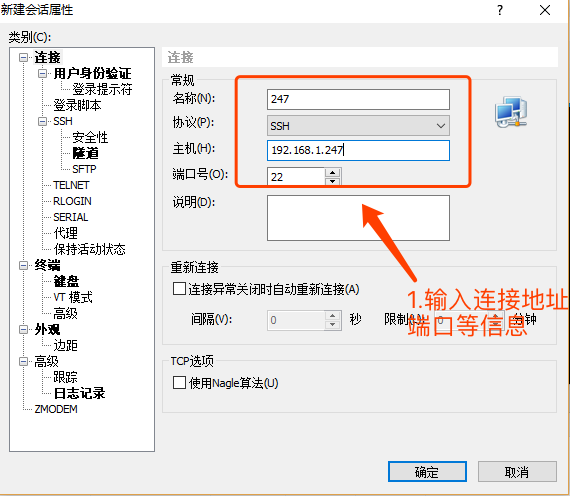 新建会话属性
?
类别(C):
连接
用户身份验证
登录提示符
登录脚本
SSH
安全性
隧道
SFTP
TELNET
RLOGIN
SERIAL
代理
保持活动状态
终端
键盘
VT 模式
高级
外观
边距
高级
跟踪
日志记录
ZMODEM
连接
常规
名称(N): 247
协议(P): SSH
主机(H): 192.168.1.247
端口号(O): 22
说明(D):
重新连接
连接异常关闭时自动重新连接(A)
间隔(V): 0 秒 限制(L): 0 分钟
1.输入连接地址
端口等信息
TCP选项
使用Nagle算法(U)
确定 取消